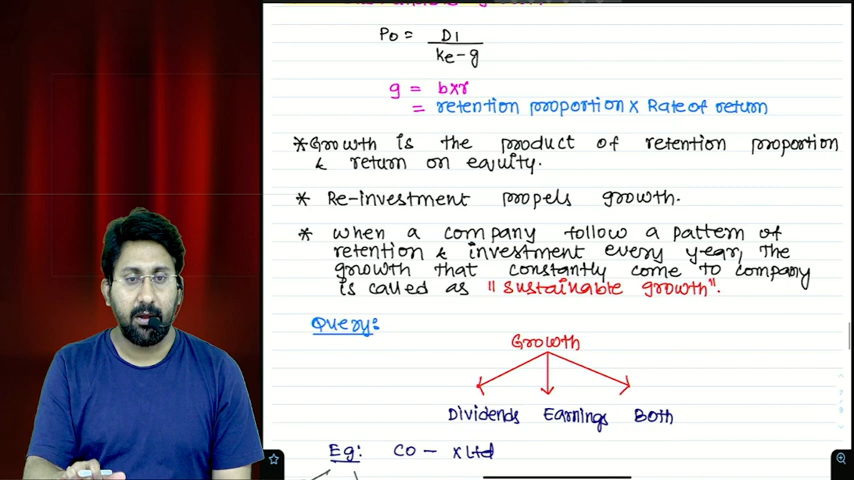 P0 = D1
ke-g
g = bxr
= retention proportion x Rate of return
*Growth is the product of retention proportion
& return on equity.
* Re-investment propels growth.
* When a company follow a pattern of
retention & investment every year, the
growth that constantly come to company
is called as "Sustainable growth".
Query:
Growth
Dividends Earnings Both
Eg: CO - X Ltd